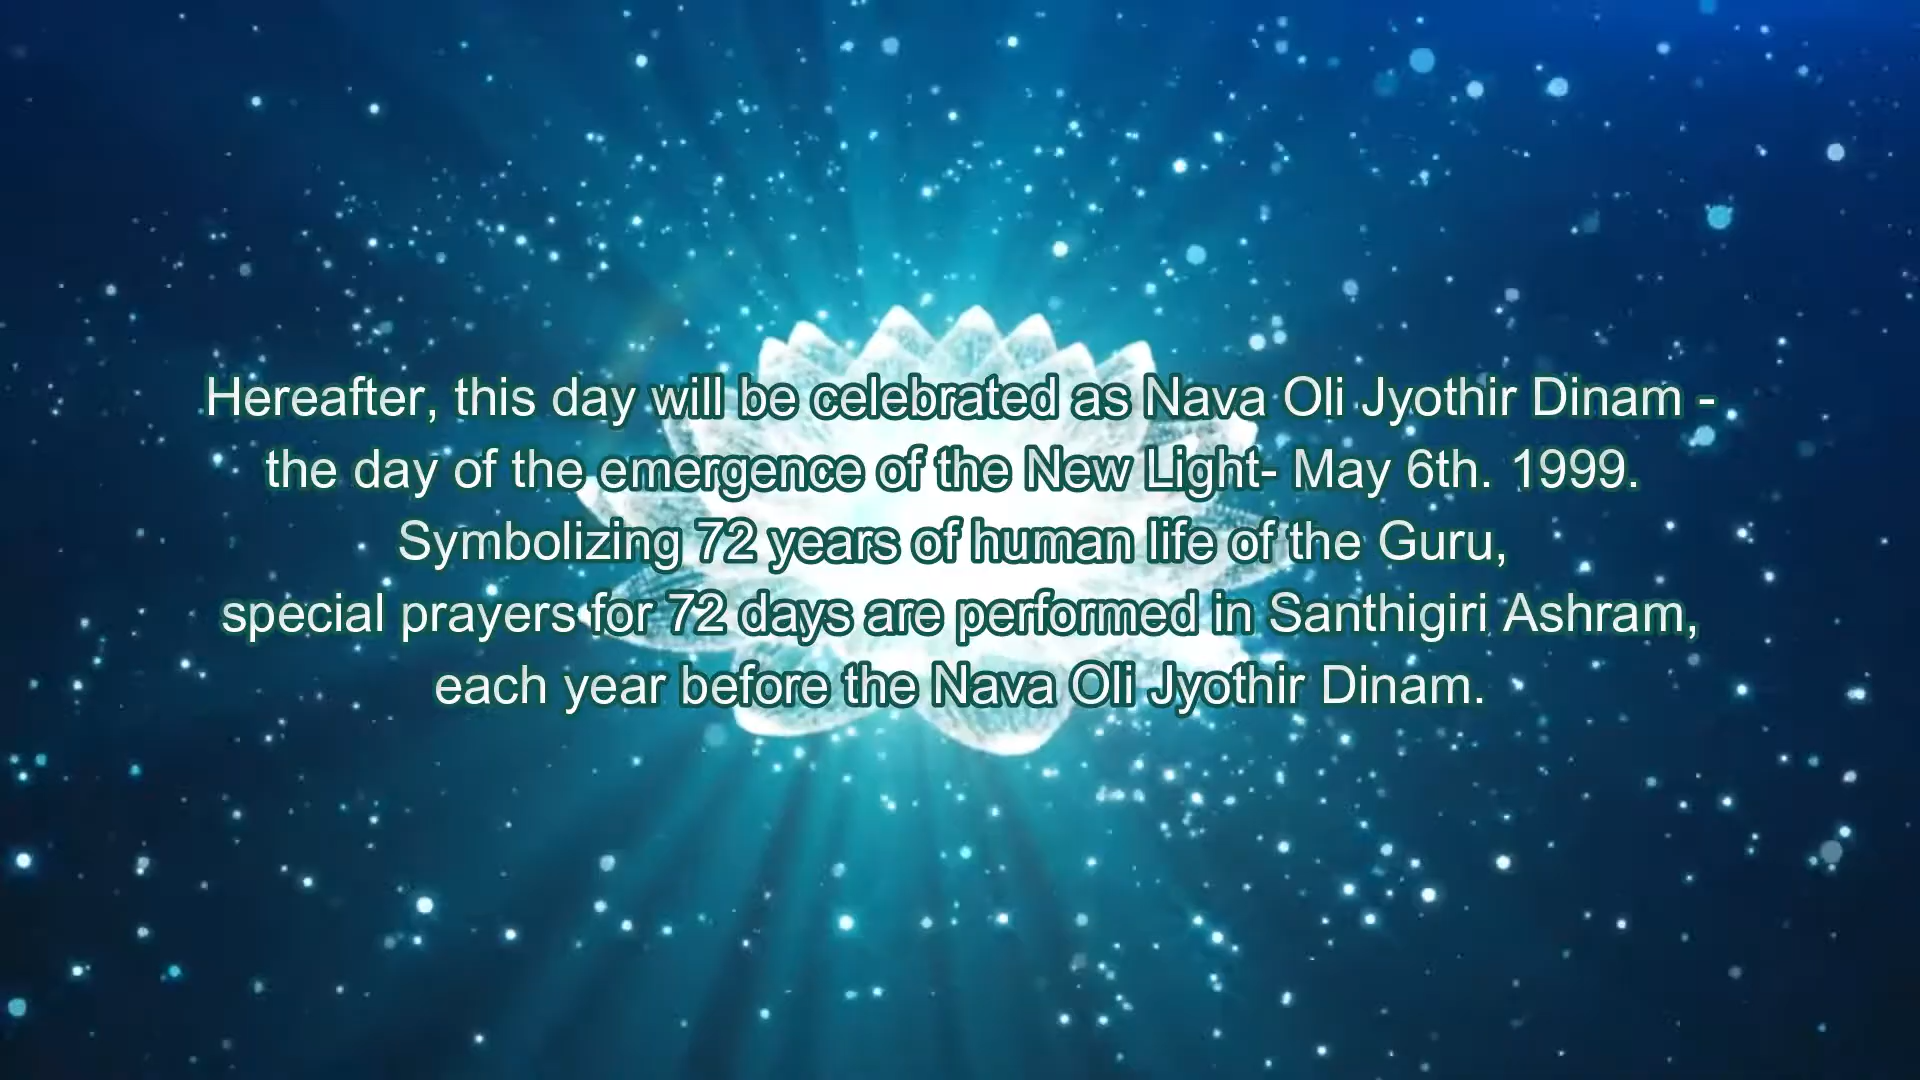 Hereafter, this day will be celebrated as Nava Oli Jyothir Dinam -
the day of the emergence of the New Light- May 6th. 1999.
Symbolizing 72 years of human life of the Guru,
special prayers for 72 days are performed in Santhigiri Ashram,
each year before the Nava Oli Jyothir Dinam.